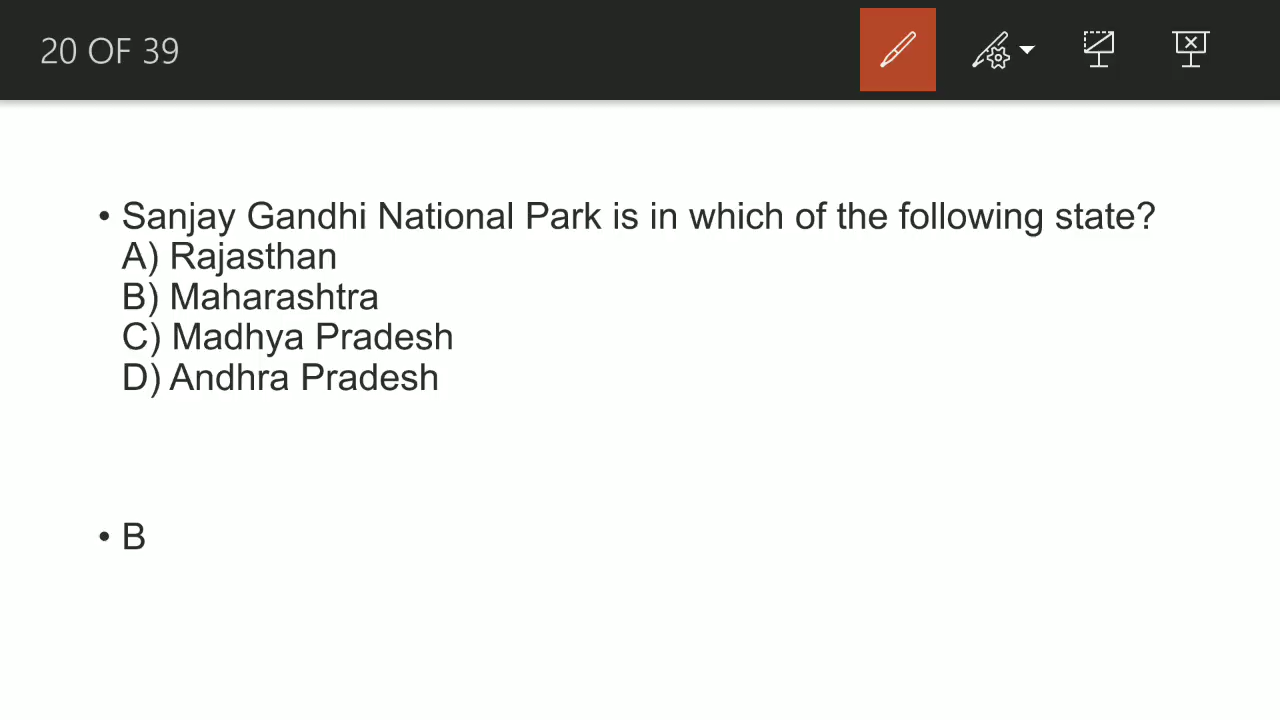 20 OF 39
• Sanjay Gandhi National Park is in which of the following state?
A) Rajasthan
B) Maharashtra
C) Madhya Pradesh
D) Andhra Pradesh
• B